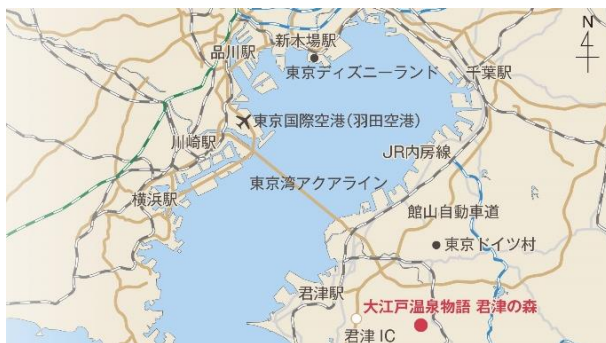 N
新木場駅
品川駅
東京ディズニーランド
千葉駅
東京国際空港(羽田空港)
川崎駅
JR内房線
東京湾アクアライン
横浜駅
館山自動車道
東京ドイツ村
君津駅
大江戸温泉物語 君津の森
君津 IC